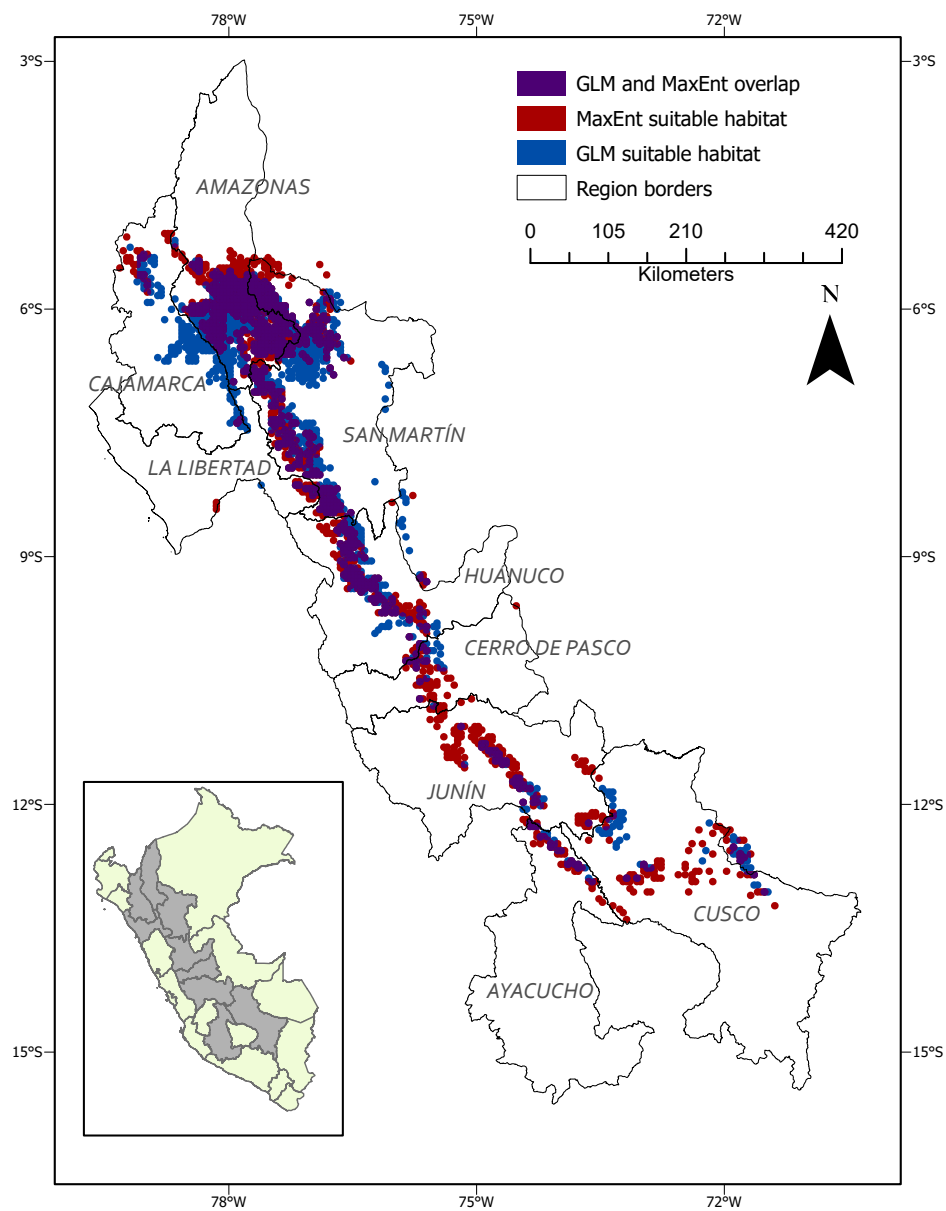 78°W 75°W 72°W
3°S 3°S
GLM and MaxEnt overlap
MaxEnt suitable habitat
GLM suitable habitat
Region borders
AMAZONAS
0 105 210 420
Kilometers
N
6°S 6°S
CAJAMARCA
SAN MARTÍN
LA LIBERTAD
9°S 9°S
HUÁNUCO
CERRO DE PASCO
JUNÍN
12°S 12°S
CUSCO
AYACUCHO
15°S 15°S
78°W 75°W 72°W